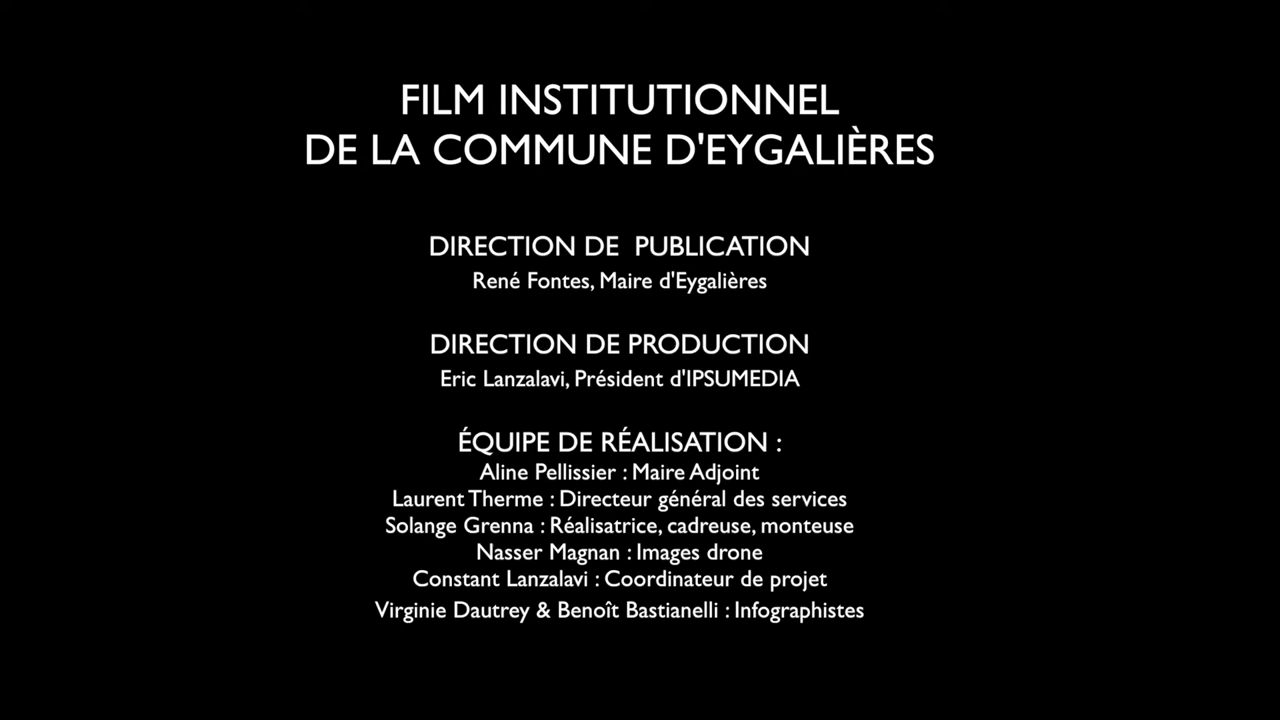 FILM INSTITUTIONNEL
DE LA COMMUNE D'EYGALIÈRES
DIRECTION DE  PUBLICATION
René Fontes, Maire d'Eygalières
DIRECTION DE PRODUCTION
Eric Lanzalavi, Président d'IPSUMEDIA
ÉQUIPE DE RÉALISATION :
Aline Pellissier : Maire Adjoint
Laurent Therme : Directeur général des services
Solange Grenna : Réalisatrice, cadreuse, monteuse
Nasser Magnan : Images drone
Constant Lanzalavi : Coordinateur de projet
Virginie Dautrey & Benoît Bastianelli : Infographistes